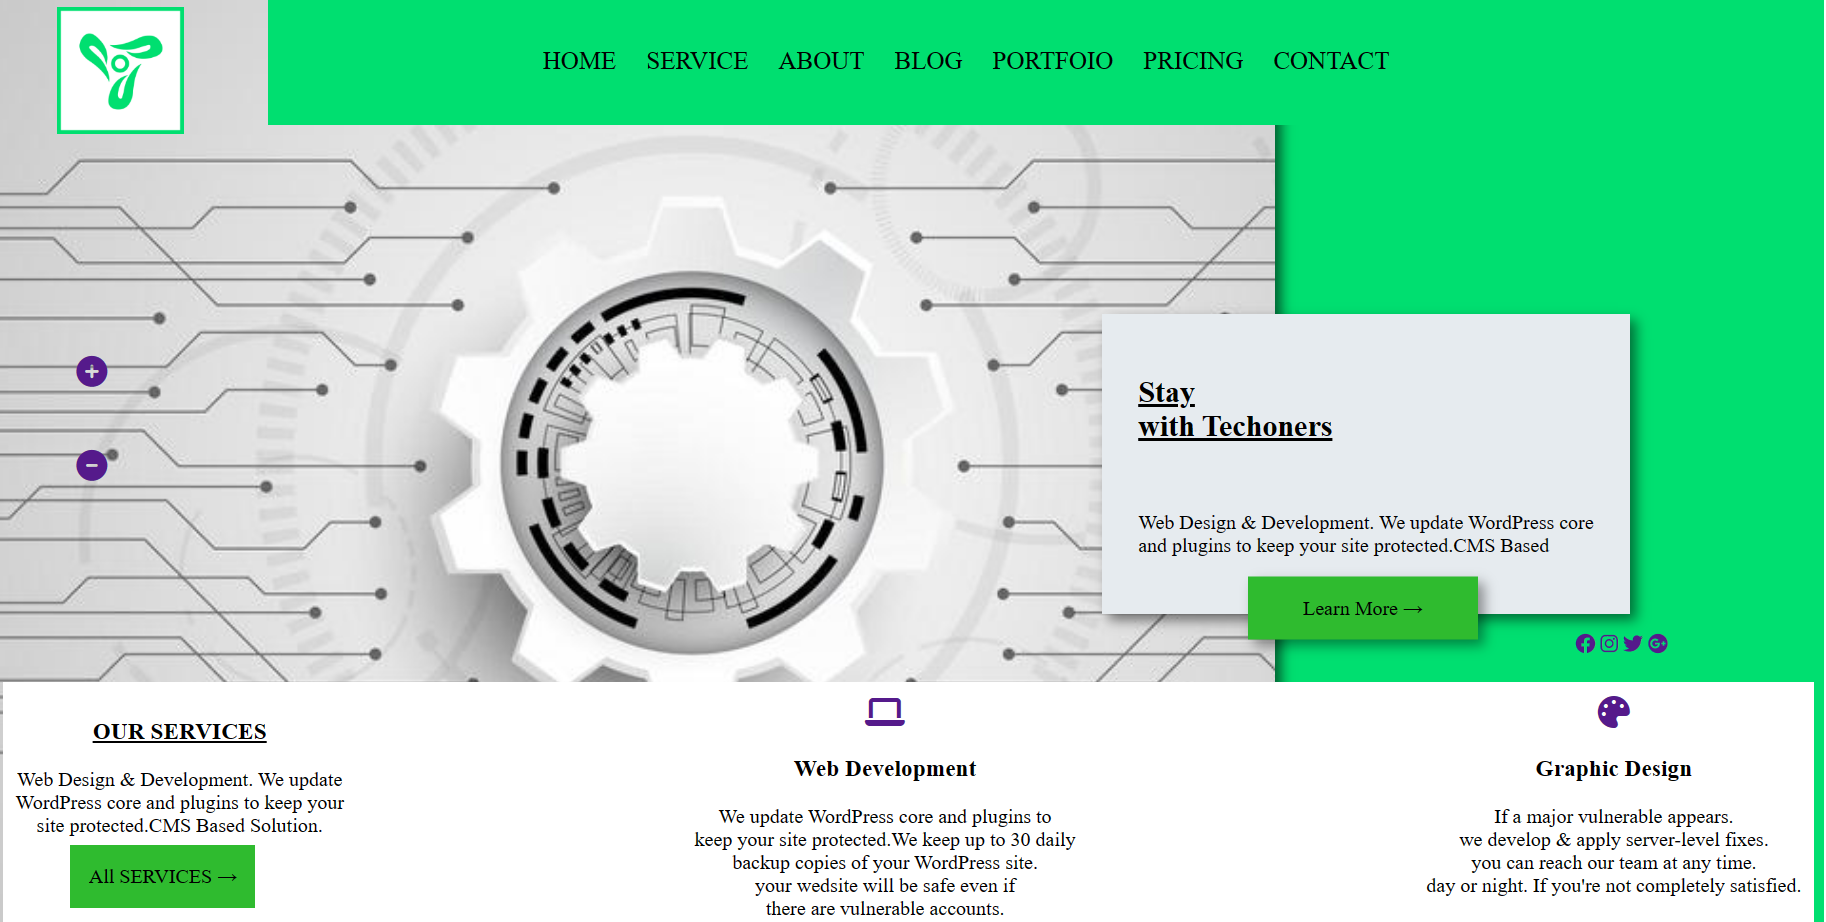 HOME SERVICE ABOUT BLOG PORTFOIO PRICING CONTACT
Stay
with Techoners
Web Design & Development. We update WordPress core
and plugins to keep your site protected.CMS Based
Learn More →
OUR SERVICES
Web Design & Development. We update
WordPress core and plugins to keep your
site protected.CMS Based Solution.
All SERVICES →
Web Development
We update WordPress core and plugins to
keep your site protected.We keep up to 30 daily
backup copies of your WordPress site.
your wedsite will be safe even if
there are vulnerable accounts.
Graphic Design
If a major vulnerable appears.
we develop & apply server-level fixes.
you can reach our team at any time.
day or night. If you're not completely satisfied.